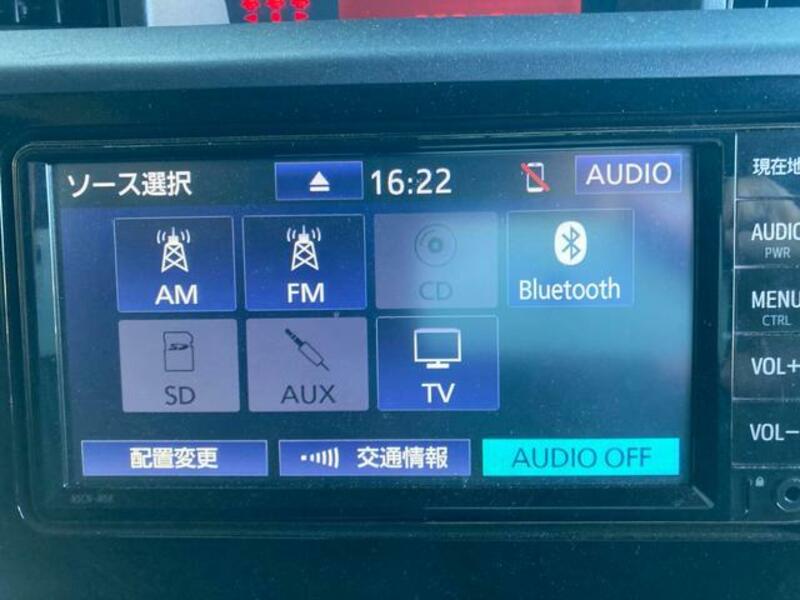 ソース選択 16:22 AUDIO
AM FM CD Bluetooth
SD AUX TV
配置変更 交通情報 AUDIO OFF
現在地
AUDIO
PWR
MENU
CTRL
VOL+
VOL-